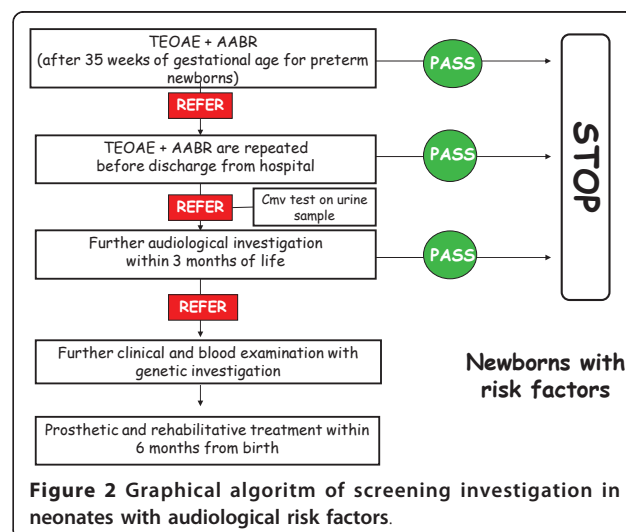 TEOAE + AABR
(after 35 weeks of gestational age for preterm
newborns)
PASS
REFER
TEOAE + AABR are repeated
before discharge from hospital
PASS
REFER
Cmv test on urine
sample
Further audiological investigation
within 3 months of life
PASS
REFER
Further clinical and blood examination with
genetic investigation
Prosthetic and rehabilitative treatment within
6 months from birth
STOP
Newborns with
risk factors
Figure 2 Graphical algoritm of screening investigation in
neonates with audiological risk factors.